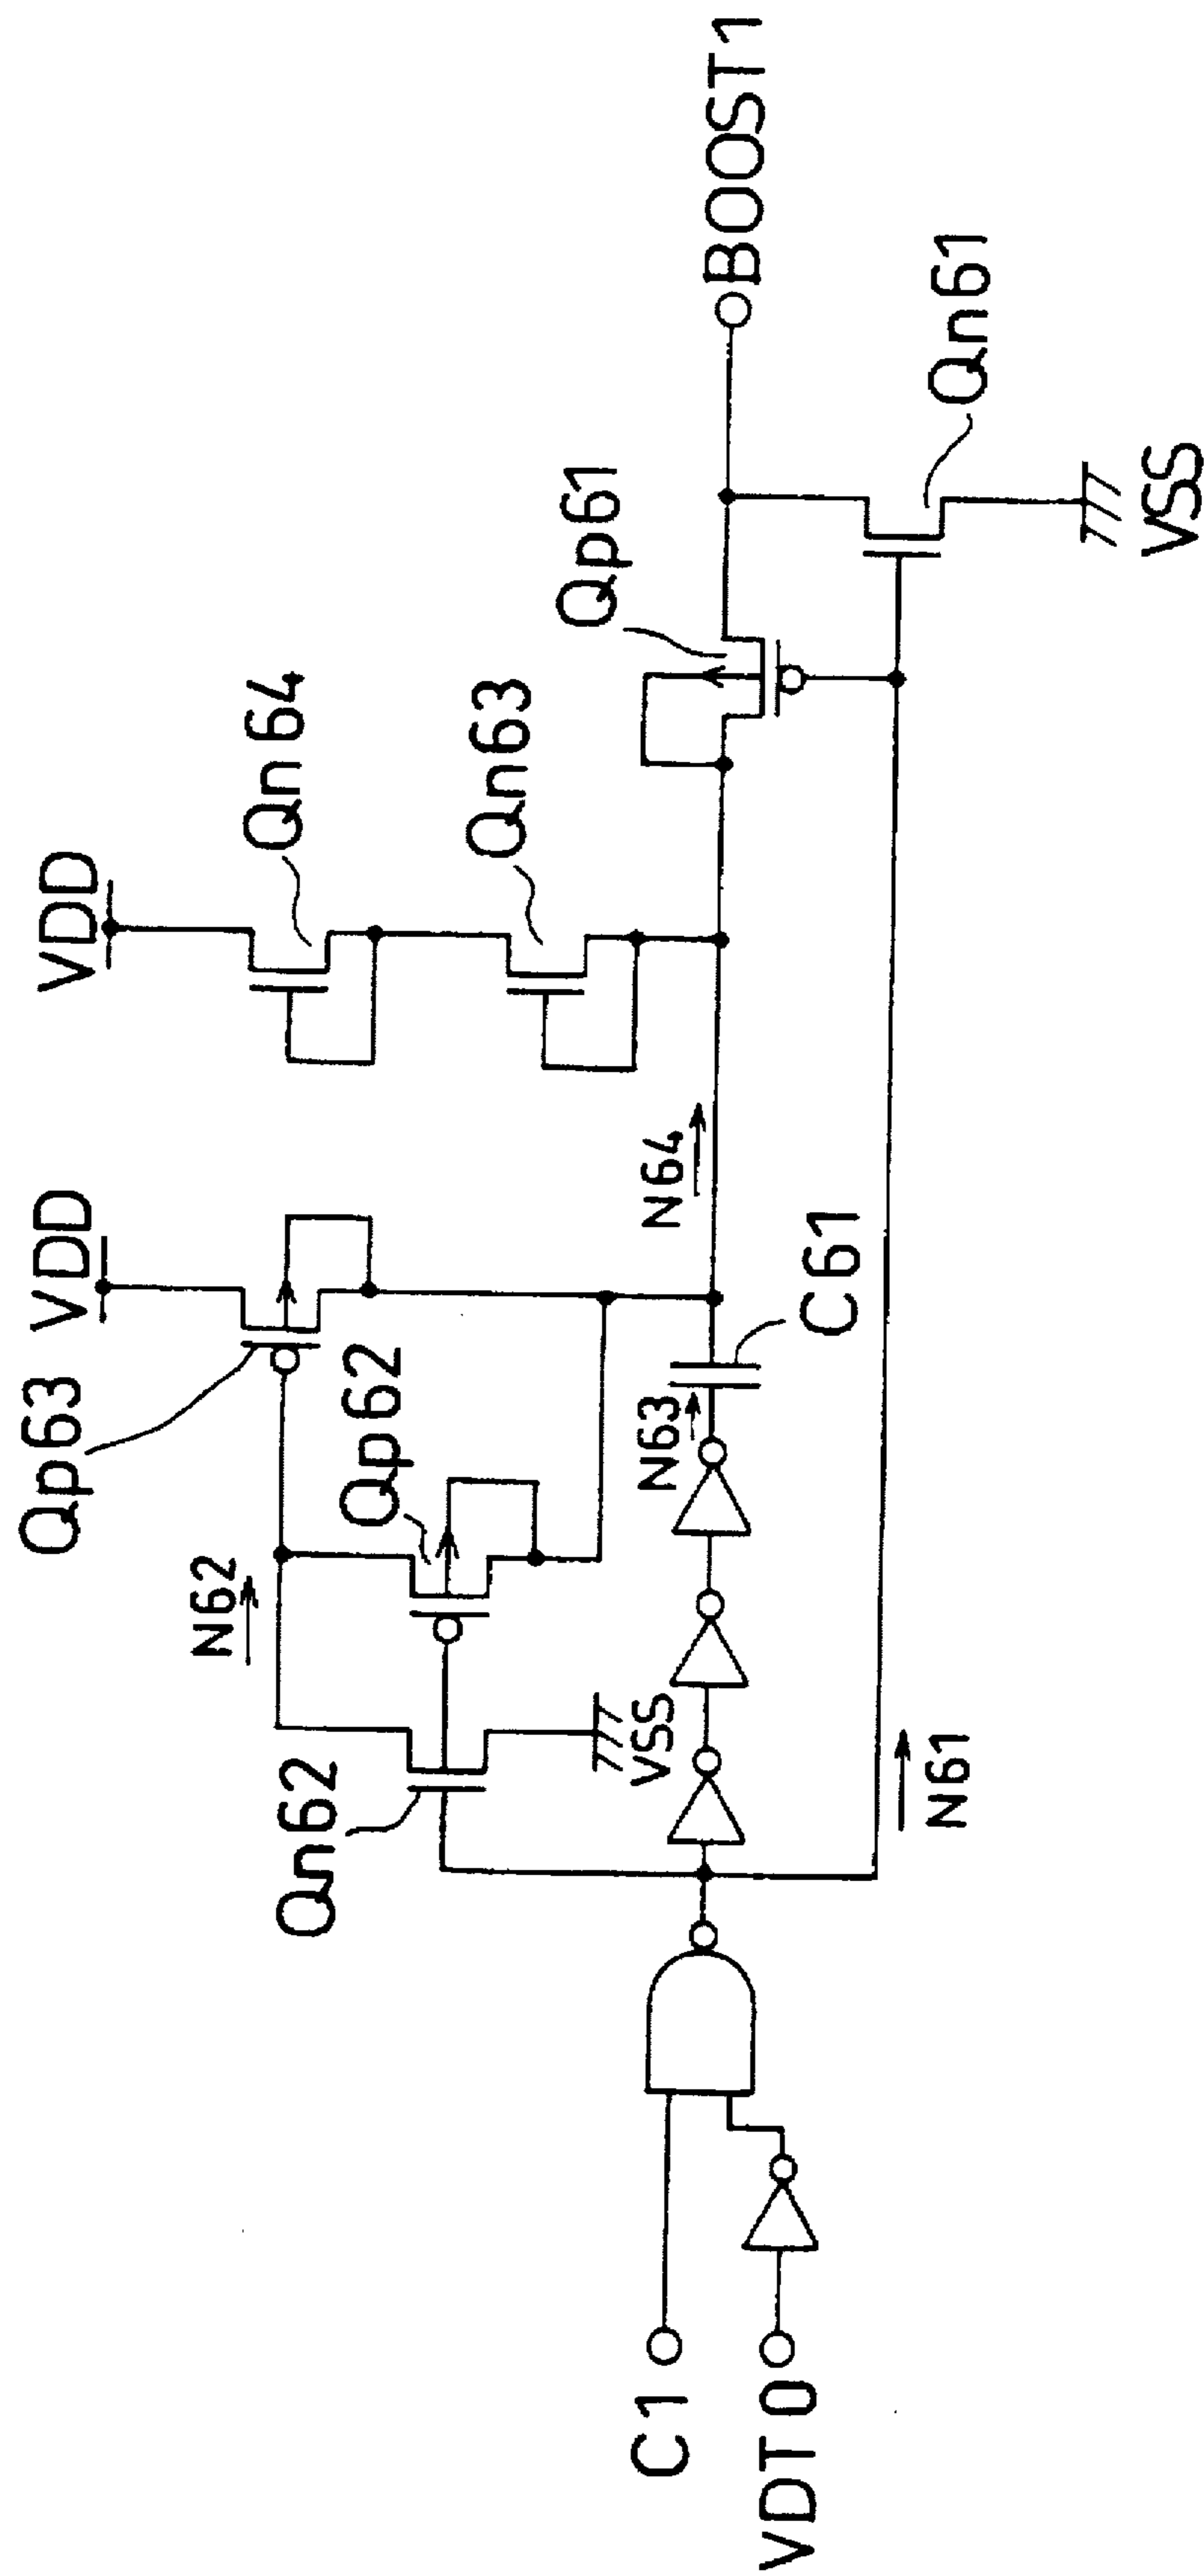 C1
VDT0
Qn62
N62
Qp63
VDD
Qp62
VSS
N63
C61
N64
N61
VDD
Qn64
Qn63
Qp61
Qn61
VSS
BOOST1